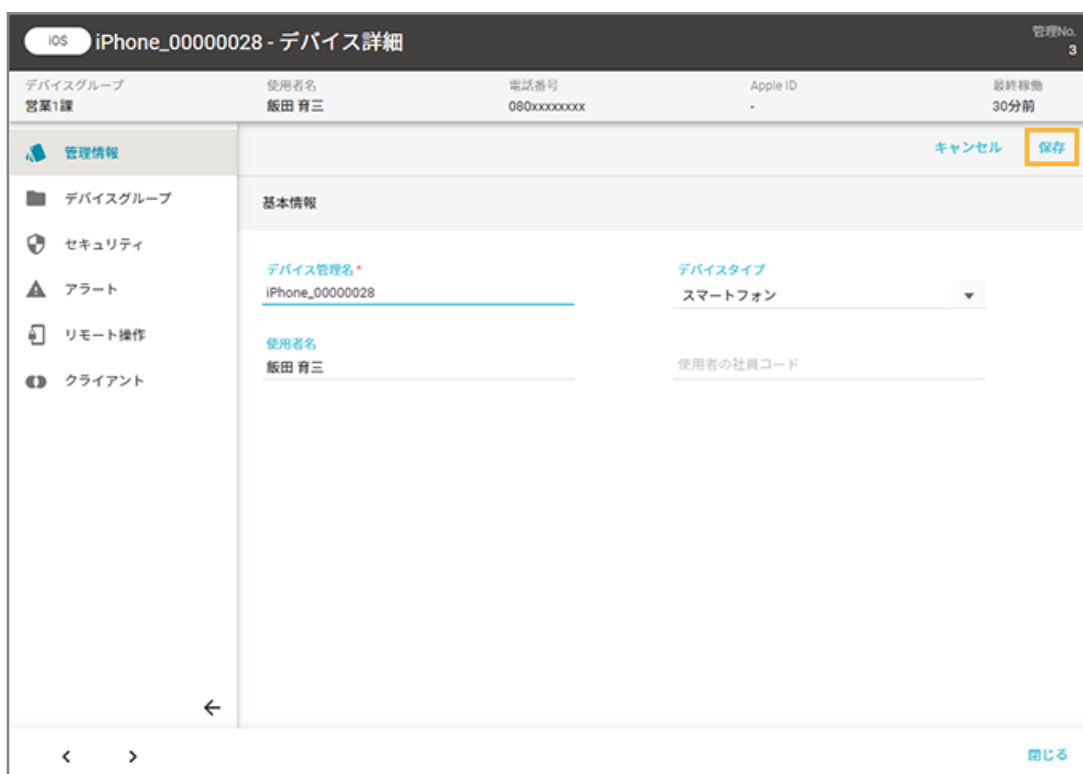 iOS iPhone_00000028 - デバイス詳細
管理No.
3
デバイスグループ 使用者名 電話番号 Apple ID 最終稼働
営業1課 飯田 育三 080xxxxxxxx - 30分前
管理情報
デバイスグループ
セキュリティ
アラート
リモート操作
クライアント
キャンセル 保存
基本情報
デバイス管理名* デバイスタイプ
iPhone_00000028 スマートフォン
使用者名
飯田 育三 使用者の社員コード
閉じる